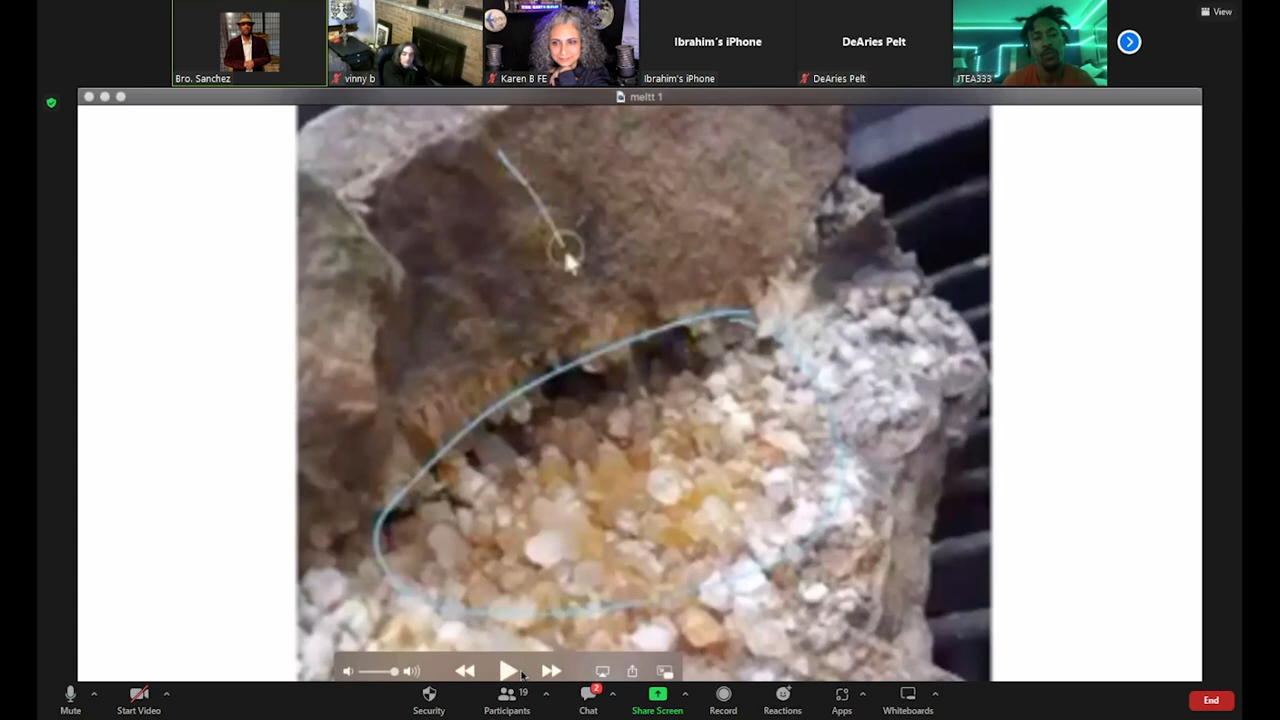 View
Ibrahim's iPhone
DeAries Pelt
Bro. Sanchez
vinny b
Karen B FE
Ibrahim's iPhone
DeAries Pelt
JTEA333
meltt 1
19
2
Mute
Start Video
Security
Participants
Chat
Share Screen
Record
Reactions
Apps
Whiteboards
End